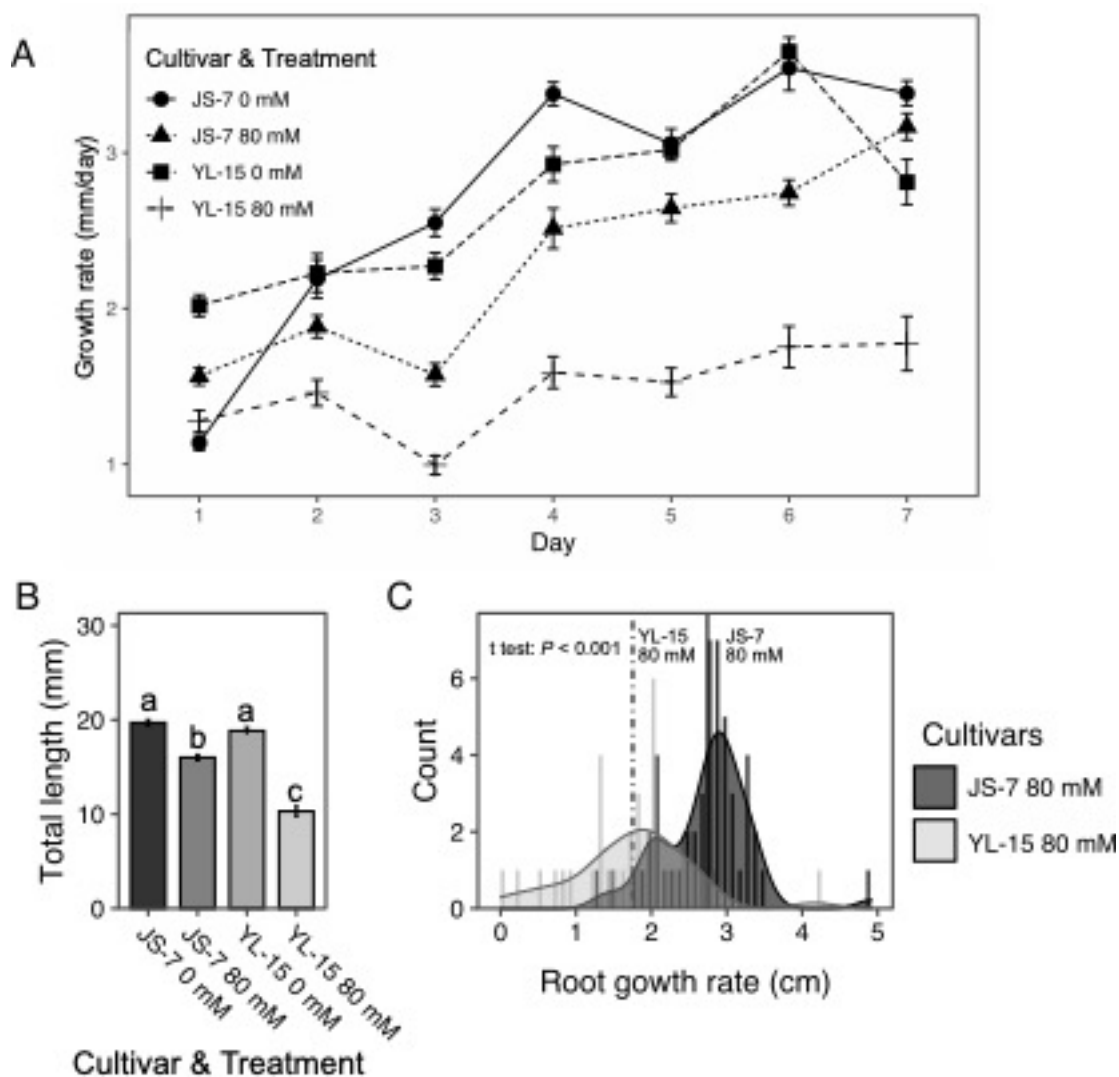 A
Cultivar & Treatment
JS-7 0 mM
JS-7 80 mM
YL-15 0 mM
YL-15 80 mM
Growth rate (mm/day)
3
2
1
1 2 3 4 5 6 7
Day
B
Total length (mm)
30
20
10
0
a
b
a
c
JS-7 0 mM
JS-7 80 mM
YL-15 0 mM
YL-15 80 mM
Cultivar & Treatment
C
Count
6
4
2
0
t test: P < 0.001
YL-15
80 mM
JS-7
80 mM
0 1 2 3 4 5
Root gowth rate (cm)
Cultivars
JS-7 80 mM
YL-15 80 mM